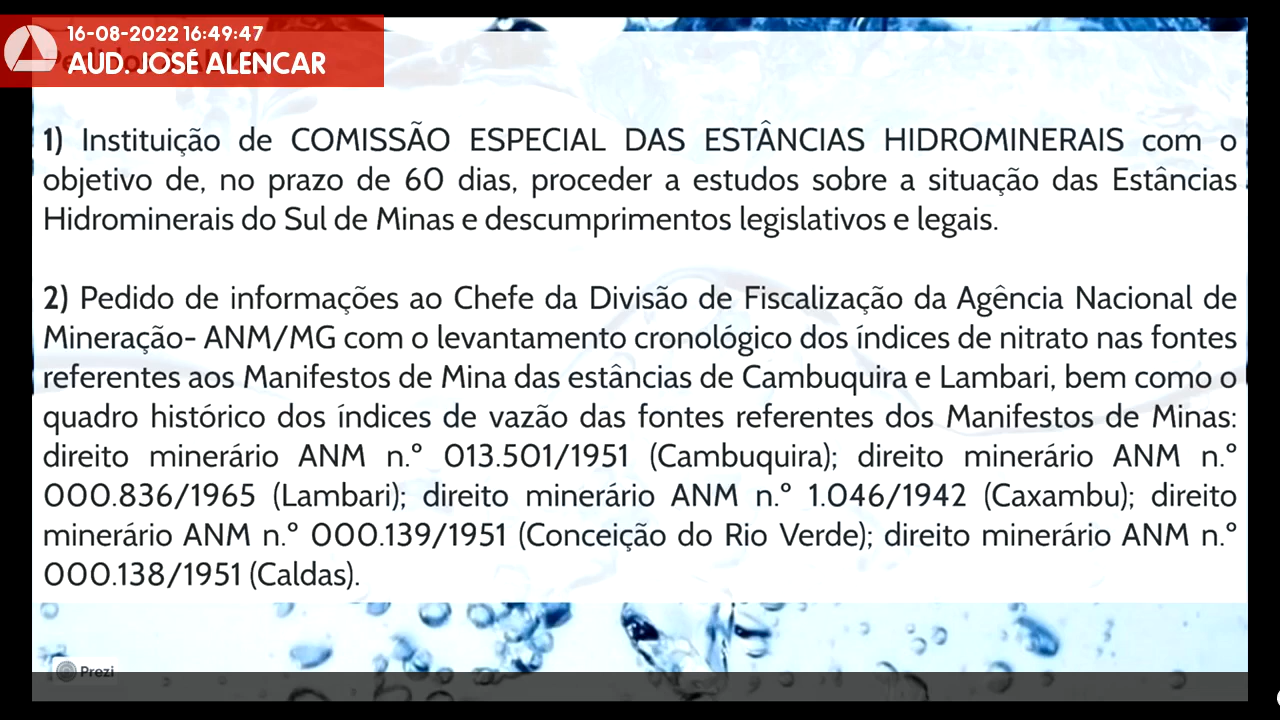 16-08-2022 16:49:47
AUD. JOSÉ ALENCAR
1) Instituição de COMISSÃO ESPECIAL DAS ESTÂNCIAS HIDROMINERAIS com o
objetivo de, no prazo de 60 dias, proceder a estudos sobre a situação das Estâncias
Hidrominerais do Sul de Minas e descumprimentos legislativos e legais.
2) Pedido de informações ao Chefe da Divisão de Fiscalização da Agência Nacional de
Mineração- ANM/MG com o levantamento cronológico dos índices de nitrato nas fontes
referentes aos Manifestos de Mina das estâncias de Cambuquira e Lambari, bem como o
quadro histórico dos índices de vazão das fontes referentes dos Manifestos de Minas:
direito minerário ANM n.º 013.501/1951 (Cambuquira); direito minerário ANM n.º
000.836/1965 (Lambari); direito minerário ANM n.º 1.046/1942 (Caxambu); direito
minerário ANM n.º 000.139/1951 (Conceição do Rio Verde); direito minerário ANM n.º
000.138/1951 (Caldas).
Prezi